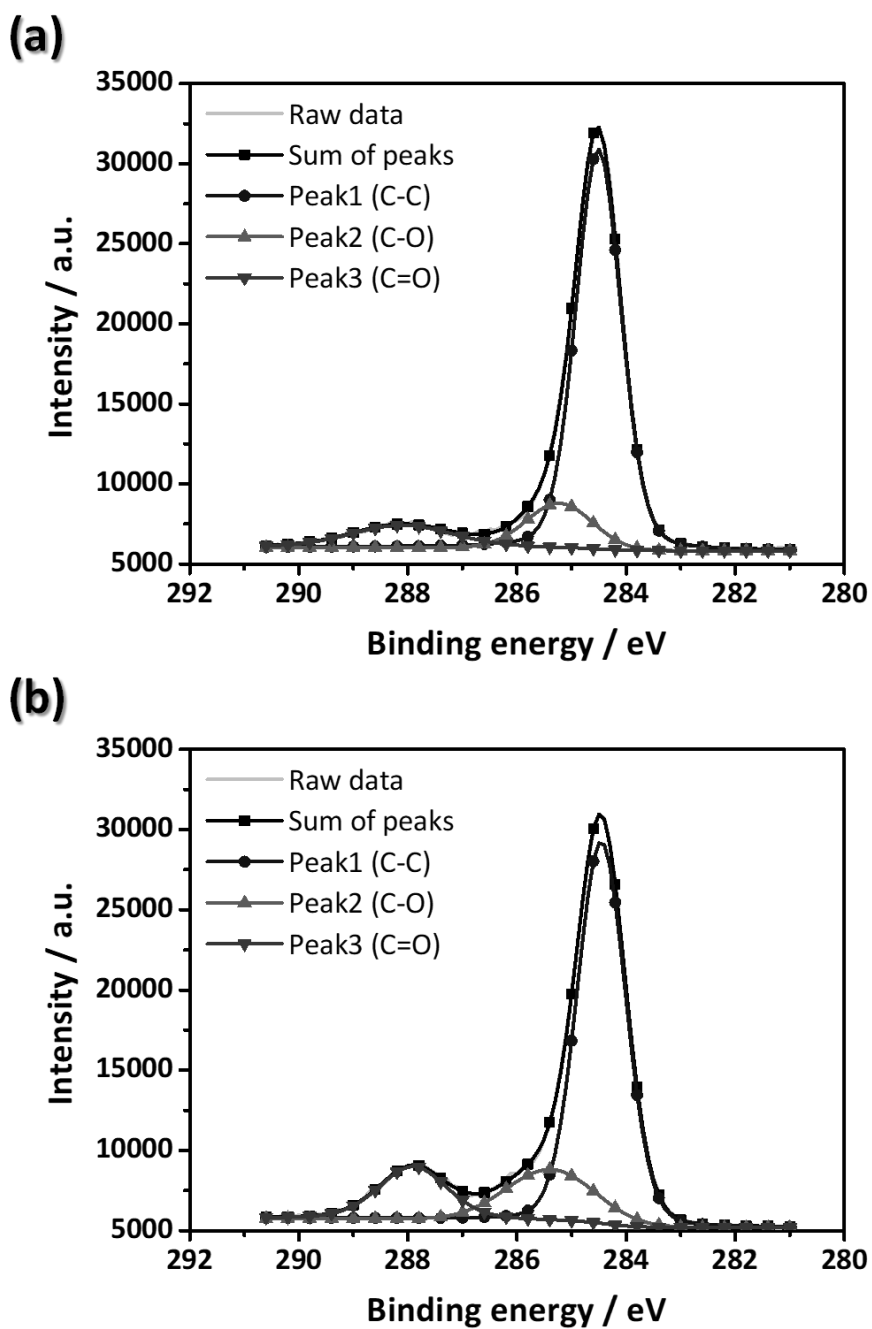 (a)
35000
30000
25000
20000
15000
10000
5000
Intensity / a.u.
Raw data
Sum of peaks
Peak1 (C-C)
Peak2 (C-O)
Peak3 (C=O)
292 290 288 286 284 282 280
Binding energy / eV
(b)
35000
30000
25000
20000
15000
10000
5000
Intensity / a.u.
Raw data
Sum of peaks
Peak1 (C-C)
Peak2 (C-O)
Peak3 (C=O)
292 290 288 286 284 282 280
Binding energy / eV